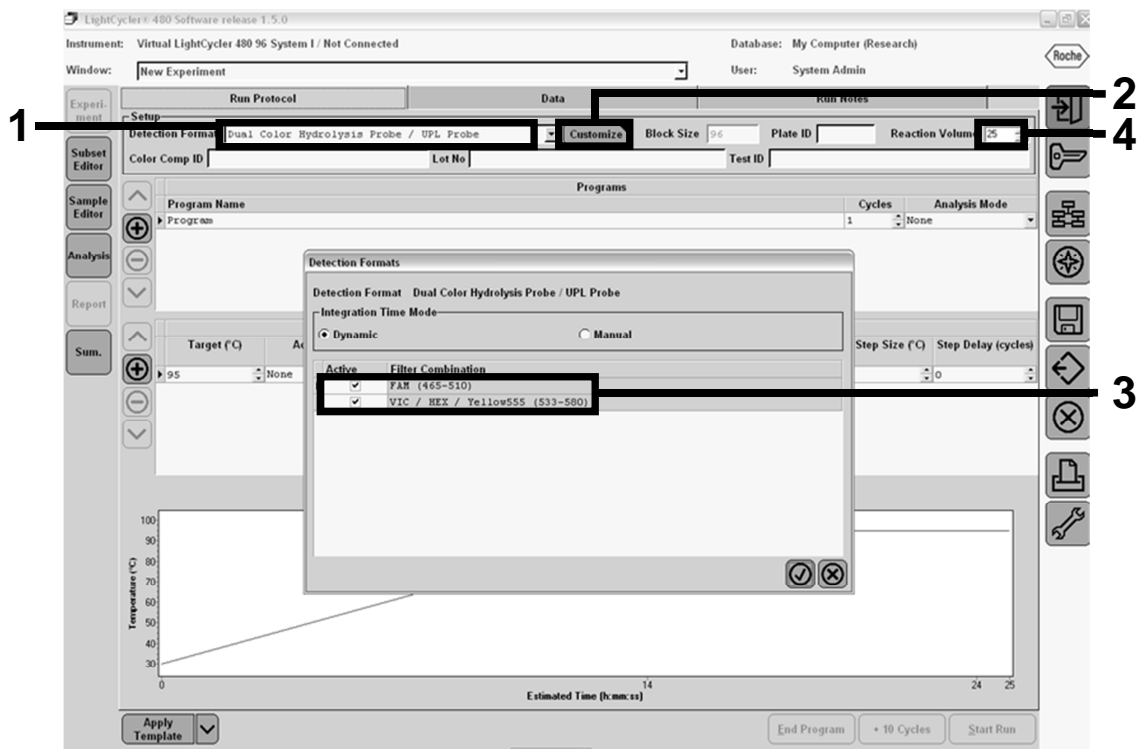 LightCycler® 480 Software release 1.5.0
Instrument: Virtual LightCycler 480 96 System I / Not Connected Database: My Computer (Research)
Window: New Experiment User: System Admin
Roche
Experi-
ment
Subset
Editor
Sample
Editor
Analysis
Report
Sum.
Run Protocol Data Run Notes
Setup
Detection Format Dual Color Hydrolysis Probe / UPL Probe Customize Block Size 96 Plate ID Reaction Volume 25
Color Comp ID Lot No Test ID
1
2
4
Programs
Program Name Cycles Analysis Mode
Program 1 None
Detection Formats
Detection Format Dual Color Hydrolysis Probe / UPL Probe
Integration Time Mode
Dynamic Manual
Active Filter Combination
FAM (465-510)
VIC / HEX / Yellow555 (533-580)
3
Target (°C) Ac Step Size (°C) Step Delay (cycles)
95 None 0
100
90
80
70
60
50
40
30
Temperature (°C)
0 14 24 25
Estimated Time (h:mm:ss)
Apply
Template
End Program + 10 Cycles Start Run